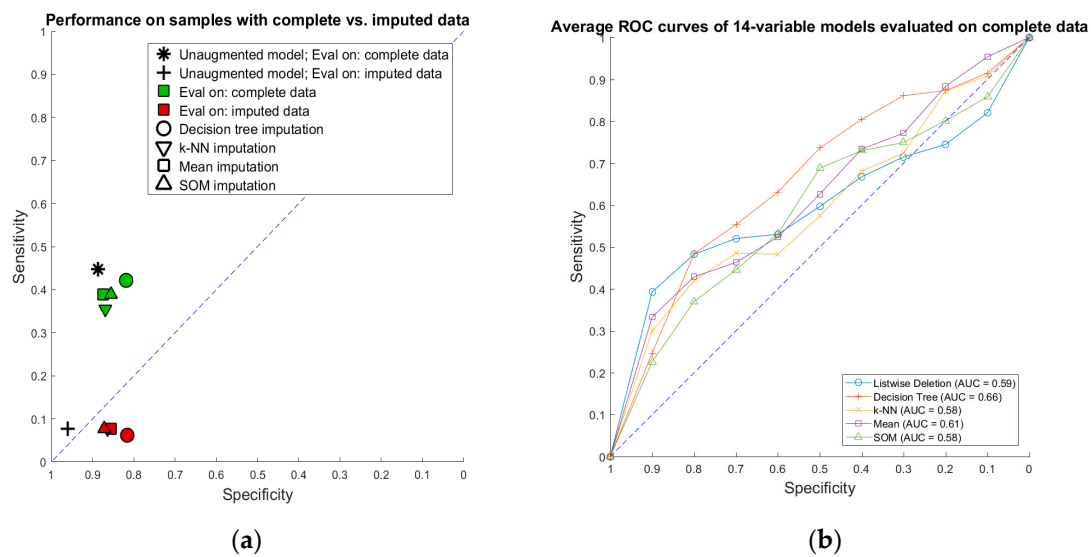 Performance on samples with complete vs. imputed data
1
0.9
0.8
0.7
0.6
0.5
0.4
0.3
0.2
0.1
0
Sensitivity
Unaugmented model; Eval on: complete data
Unaugmented model; Eval on: imputed data
Eval on: complete data
Eval on: imputed data
Decision tree imputation
k-NN imputation
Mean imputation
SOM imputation
1 0.9 0.8 0.7 0.6 0.5 0.4 0.3 0.2 0.1 0
Specificity
(a)
Average ROC curves of 14-variable models evaluated on complete data
1
0.9
0.8
0.7
0.6
0.5
0.4
0.3
0.2
0.1
0
Sensitivity
Listwise Deletion (AUC = 0.59)
Decision Tree (AUC = 0.66)
k-NN (AUC = 0.58)
Mean (AUC = 0.61)
SOM (AUC = 0.58)
1 0.9 0.8 0.7 0.6 0.5 0.4 0.3 0.2 0.1 0
Specificity
(b)